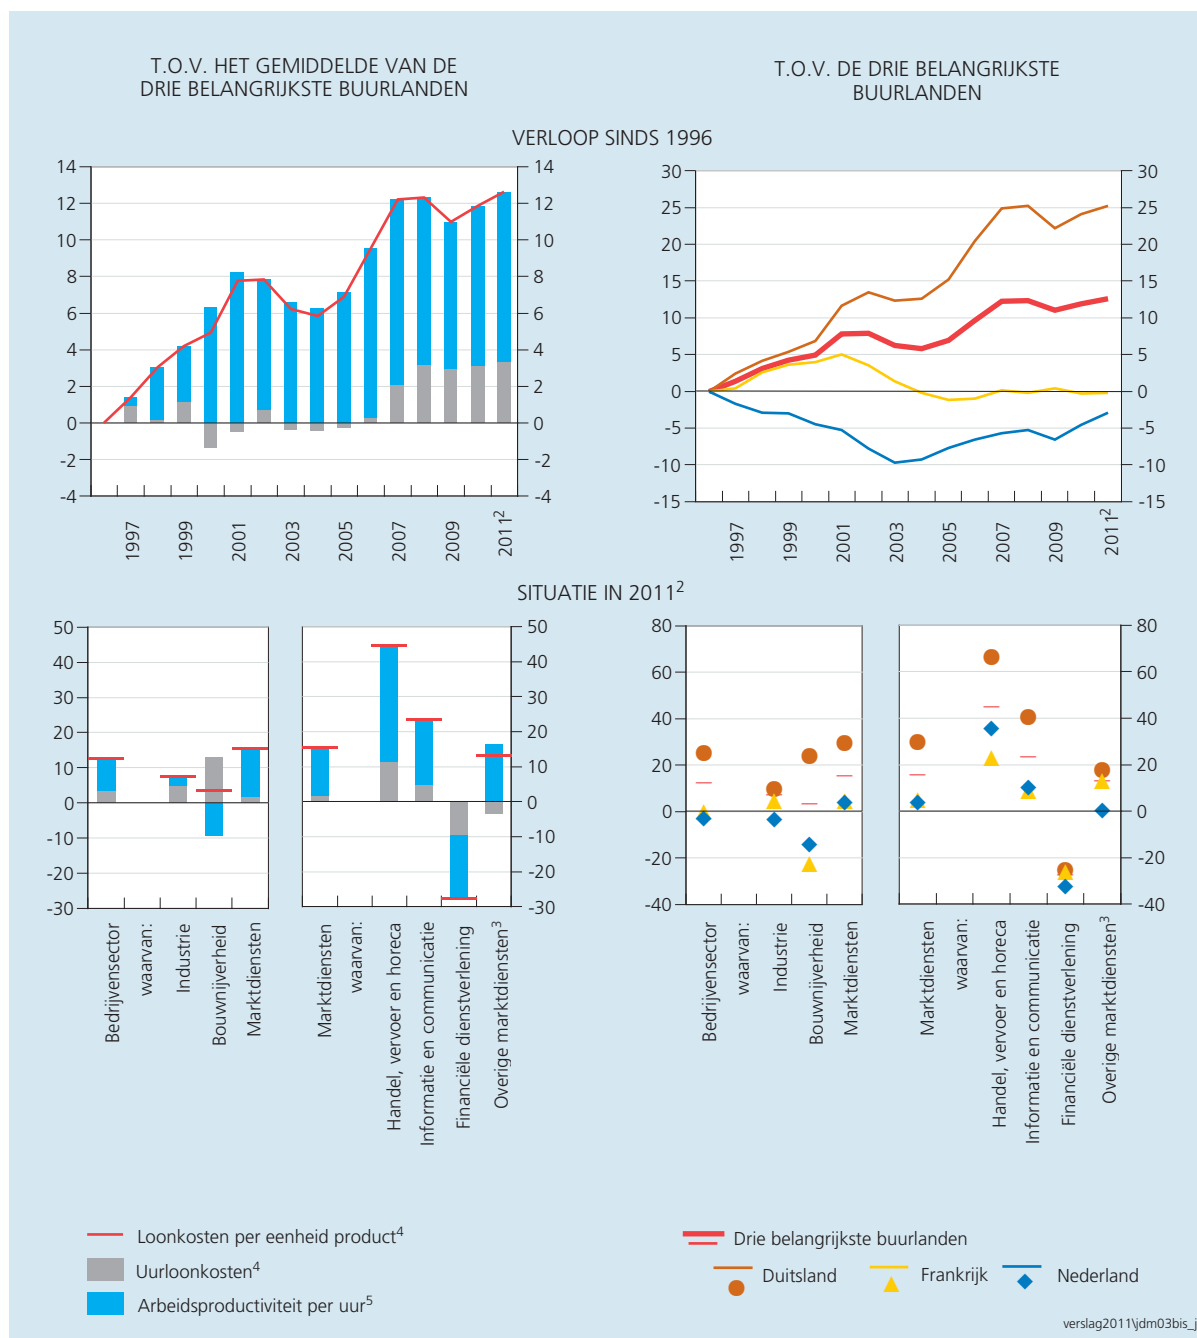 T.O.V. HET GEMIDDELDE VAN DE
DRIE BELANGRIJKSTE BUURLANDEN
T.O.V. DE DRIE BELANGRIJKSTE
BUURLANDEN
VERLOOP SINDS 1996
14
12
10
8
6
4
2
0
-2
-4
14
12
10
8
6
4
2
0
-2
-4
1997
1999
2001
2003
2005
2007
2009
2011²
30
25
20
15
10
5
0
-5
-10
-15
30
25
20
15
10
5
0
-5
-10
-15
1997
1999
2001
2003
2005
2007
2009
2011²
SITUATIE IN 2011²
50
40
30
20
10
0
-10
-20
-30
Bedrijvensector
waarvan:
Industrie
Bouwnijverheid
Marktdiensten
50
40
30
20
10
0
-10
-20
-30
Marktdiensten
waarvan:
Handel, vervoer en horeca
Informatie en communicatie
Financiële dienstverlening
Overige marktdiensten³
80
60
40
20
0
-20
-40
Bedrijvensector
waarvan:
Industrie
Bouwnijverheid
Marktdiensten
80
60
40
20
0
-20
-40
Marktdiensten
waarvan:
Handel, vervoer en horeca
Informatie en communicatie
Financiële dienstverlening
Overige marktdiensten³
Loonkosten per eenheid product⁴
Uurloonkosten⁴
Arbeidsproductiviteit per uur⁵
Drie belangrijkste buurlanden
Duitsland
Frankrijk
Nederland
verslag2011\jdm03bis_j